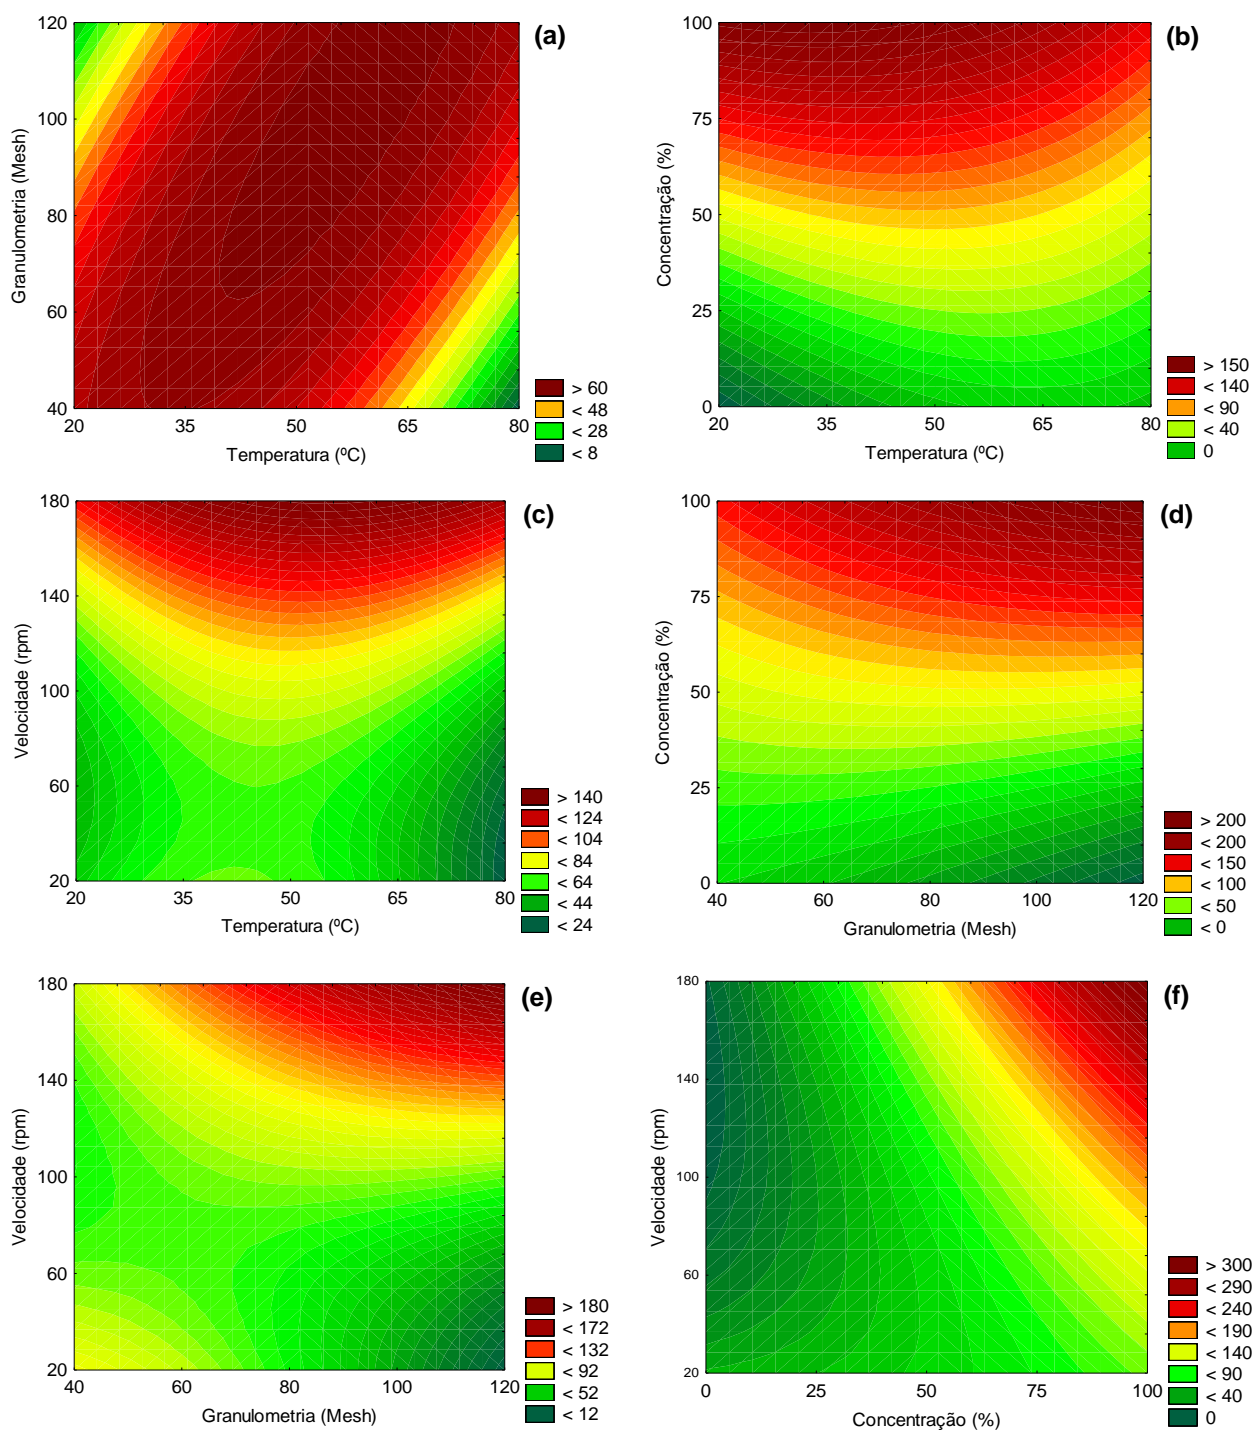 (a)
120
100
80
60
40
Granulometria (Mesh)
20 35 50 65 80
Temperatura (ºC)
> 60
< 48
< 28
< 8
(b)
100
75
50
25
0
Concentração (%)
20 35 50 65 80
Temperatura (ºC)
> 150
< 140
< 90
< 40
0
(c)
180
140
100
60
20
Velocidade (rpm)
20 35 50 65 80
Temperatura (ºC)
> 140
< 124
< 104
< 84
< 64
< 44
< 24
(d)
100
75
50
25
0
Concentração (%)
40 60 80 100 120
Granulometria (Mesh)
> 200
< 200
< 150
< 100
< 50
< 0
(e)
180
140
100
60
20
Velocidade (rpm)
40 60 80 100 120
Granulometria (Mesh)
> 180
< 172
< 132
< 92
< 52
< 12
(f)
180
140
100
60
20
Velocidade (rpm)
0 25 50 75 100
Concentração (%)
> 300
< 290
< 240
< 190
< 140
< 90
< 40
0